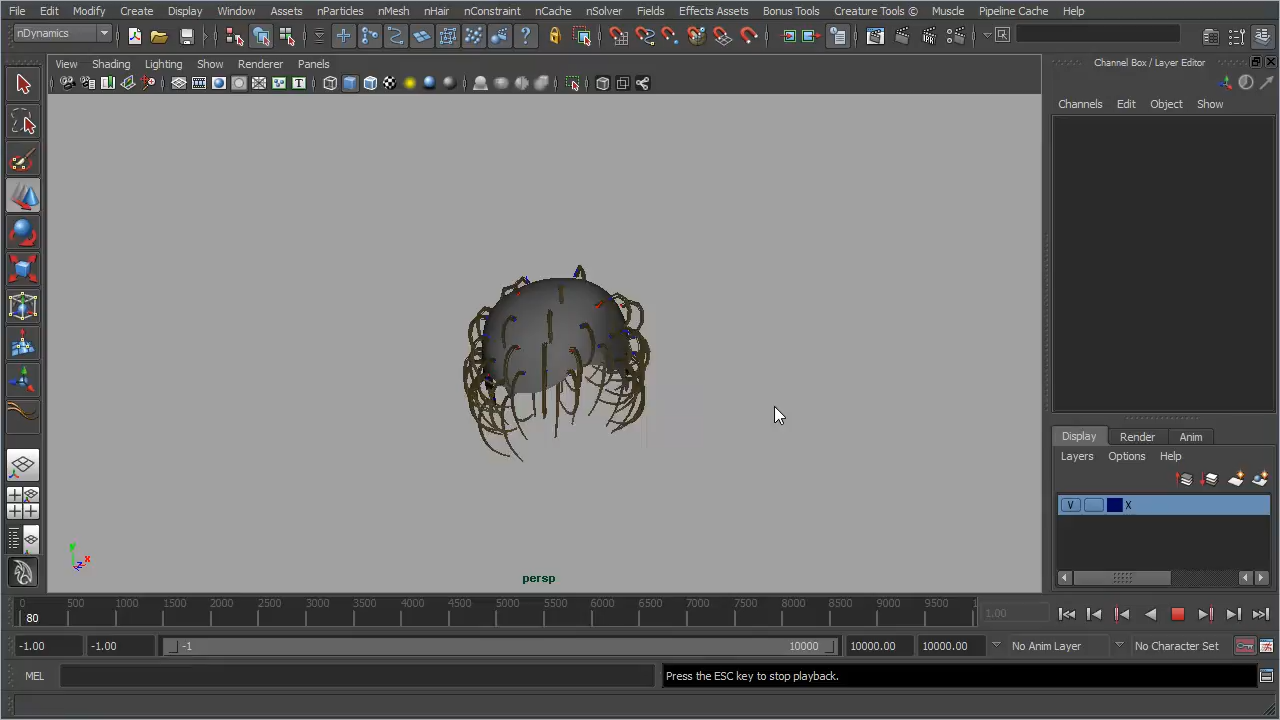 File Edit Modify Create Display Window Assets nParticles nMesh nHair nConstraint nCache nSolver Fields Effects Assets Bonus Tools Creature Tools © Muscle Pipeline Cache Help
nDynamics
View Shading Lighting Show Renderer Panels
Channel Box / Layer Editor
Channels Edit Object Show
persp
y x z
Display Render Anim
Layers Options Help
V X
0 500 1000 1500 2000 2500 3000 3500 4000 4500 5000 5500 6000 6500 7000 7500 8000 8500 9000 9500 1
80
1.00
-1.00 -1.00 -1 10000 10000.00 10000.00 No Anim Layer No Character Set
MEL Press the ESC key to stop playback.